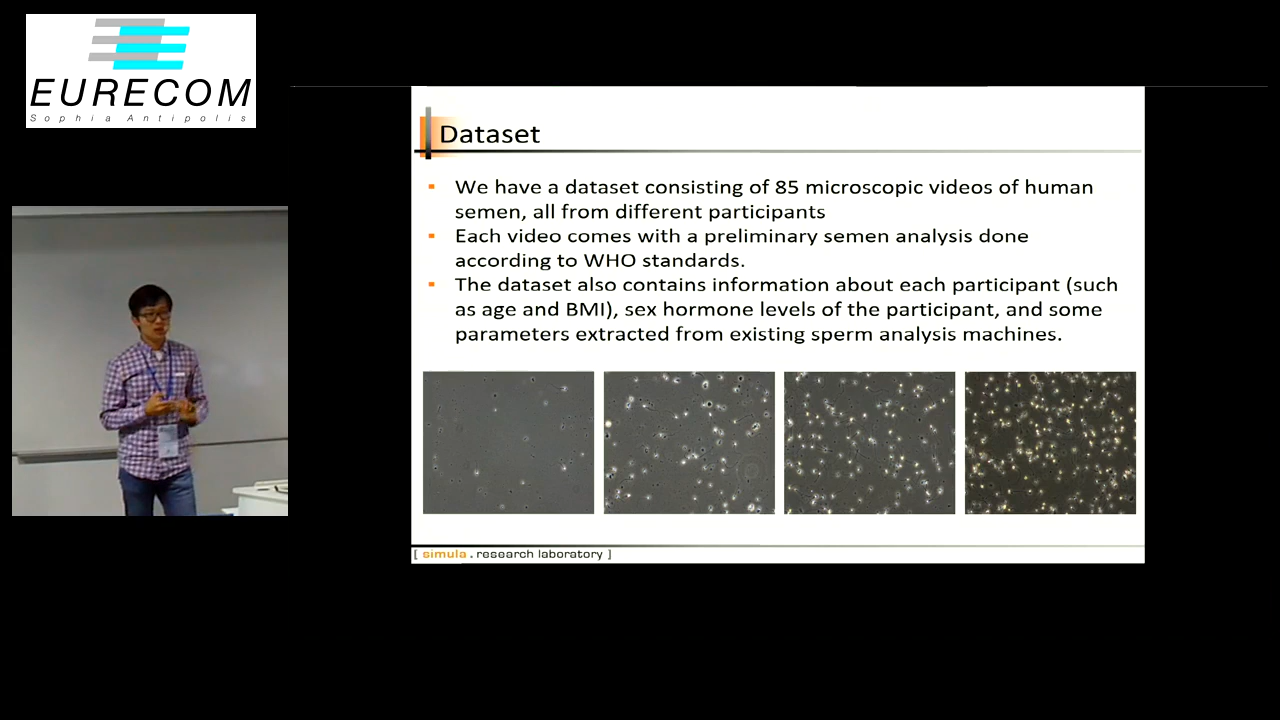 EURECOM
Sophia Antipolis
Dataset
We have a dataset consisting of 85 microscopic videos of human
semen, all from different participants
Each video comes with a preliminary semen analysis done
according to WHO standards.
The dataset also contains information about each participant (such
as age and BMI), sex hormone levels of the participant, and some
parameters extracted from existing sperm analysis machines.
[ simula . research laboratory ]